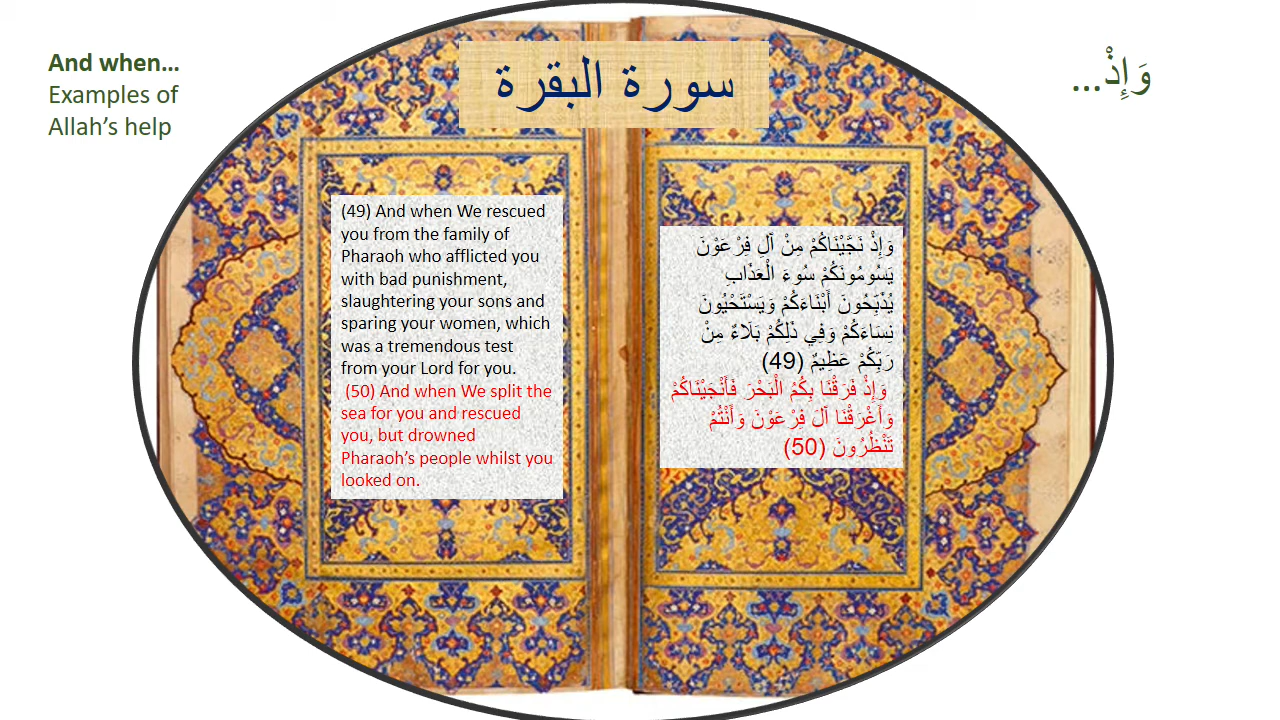 And when…
Examples of
Allah’s help
سورة البقرة
وَإِذْ...
(49) And when We rescued
you from the family of
Pharaoh who afflicted you
with bad punishment,
slaughtering your sons and
sparing your women, which
was a tremendous test
from your Lord for you.
(50) And when We split the
sea for you and rescued
you, but drowned
Pharaoh’s people whilst you
looked on.
وَإِذْ نَجَّيْنَاكُمْ مِنْ آَلِ فِرْعَوْنَ
يَسُومُونَكُمْ سُوءَ الْعَذَابِ
يُذَبِّحُونَ أَبْنَاءَكُمْ وَيَسْتَحْيُونَ
نِسَاءَكُمْ وَفِي ذَلِكُمْ بَلَاءٌ مِنْ
رَبِّكُمْ عَظِيمٌ (49)
وَإِذْ فَرَقْنَا بِكُمُ الْبَحْرَ فَأَنْجَيْنَاكُمْ
وَأَغْرَقْنَا آَلَ فِرْعَوْنَ وَأَنْتُمْ
تَنْظُرُونَ (50)